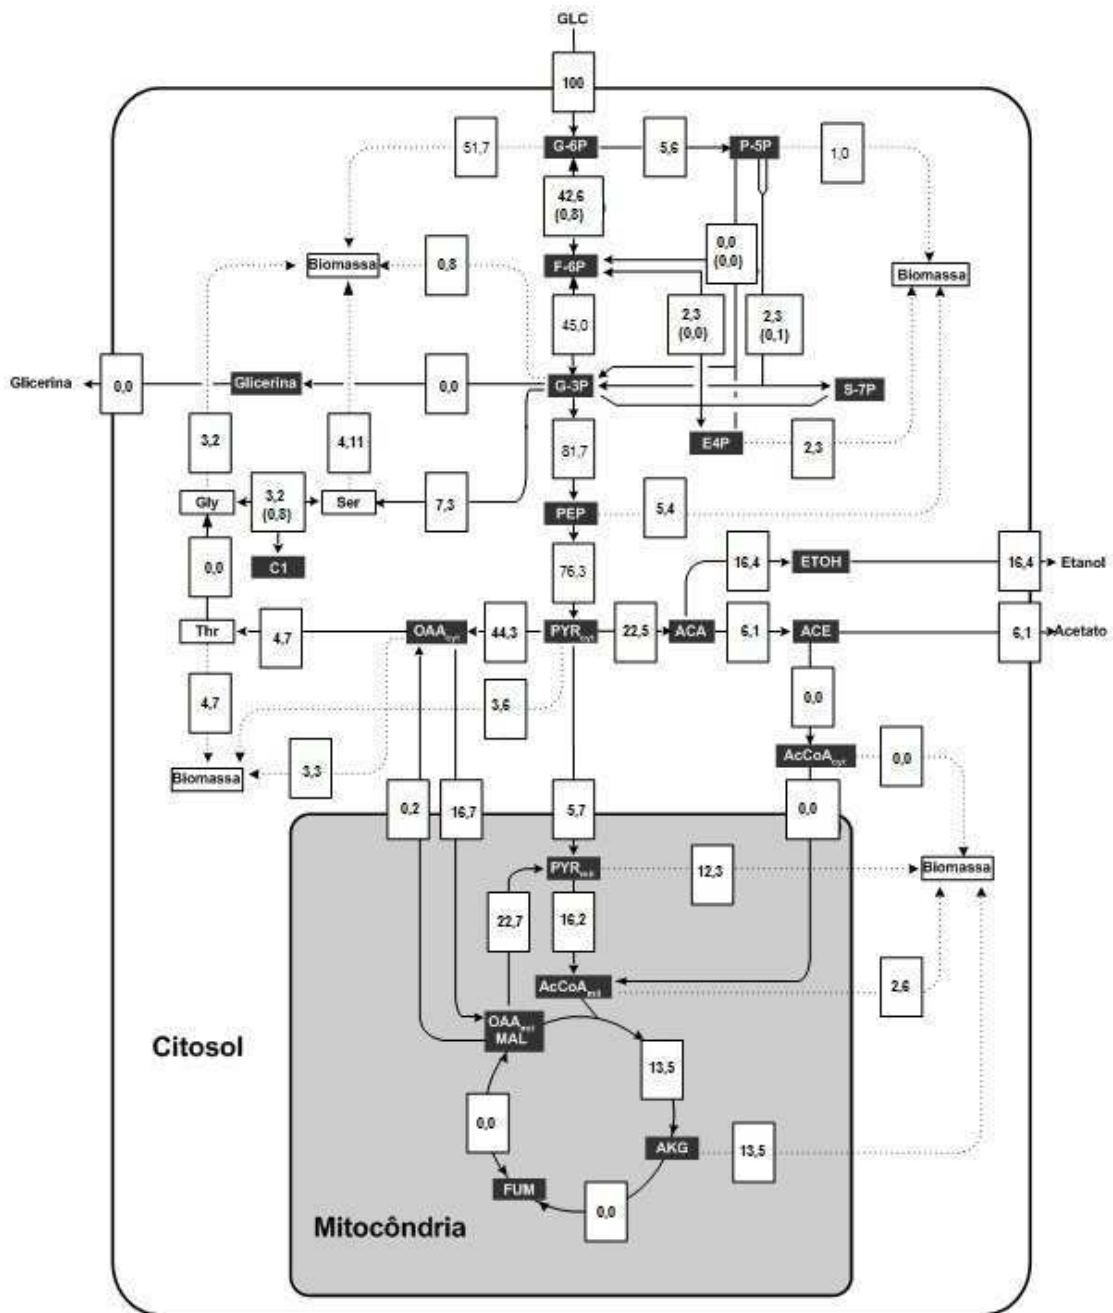 GLC
100
51,7
G-6P
5,6
P-5P
1,0
42,6
(0,8)
0,0
(0,0)
Biomassa
0,8
F-6P
Biomassa
45,0
2,3
(0,0)
2,3
(0,1)
Glicerina
0,0
Glicerina
0,0
G-3P
S-7P
3,2
4,11
81,7
E4P
2,3
Gly
3,2
(0,8)
Ser
7,3
PEP
5,4
C1
0,0
76,3
16,4
ETOH
16,4
Etanol
Thr
4,7
OAAcyt
44,3
PYRcyt
22,5
ACA
6,1
ACE
6,1
Acetato
4,7
3,6
0,0
Biomassa
3,3
AcCoAcyt
0,0
0,2
16,7
5,7
0,0
PYRmit
12,3
Biomassa
22,7
16,2
AcCoAmit
2,6
OAAmit
MAL
Citosol
13,5
0,0
AKG
13,5
FUM
0,0
Mitocôndria